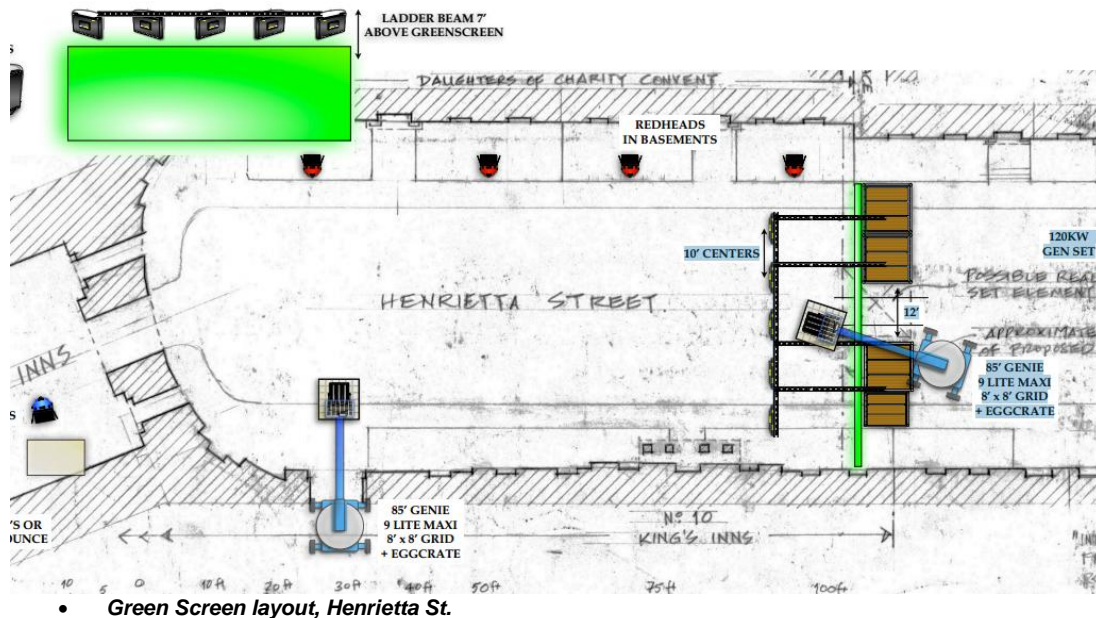 LADDER BEAM 7'
ABOVE GREENSCREEN
S
DAUGHTERS OF CHARITY CONVENT
REDHEADS
IN BASEMENTS
10' CENTERS
120KW
GEN SET
POSSIBLE REA
SET ELEMENT
HENRIETTA STREET
12'
APPROXIMATE
OF PROPOSED
INNS
85' GENIE
9 LITE MAXI
8' x 8' GRID
+ EGGCRATE
S
85' GENIE
9 LITE MAXI
8' x 8' GRID
+ EGGCRATE
'S OR
OUNCE
Nº 10
KING'S INNS
10 5 0 10ft 20ft 30ft 40ft 50ft 75ft 100ft
• Green Screen layout, Henrietta St.